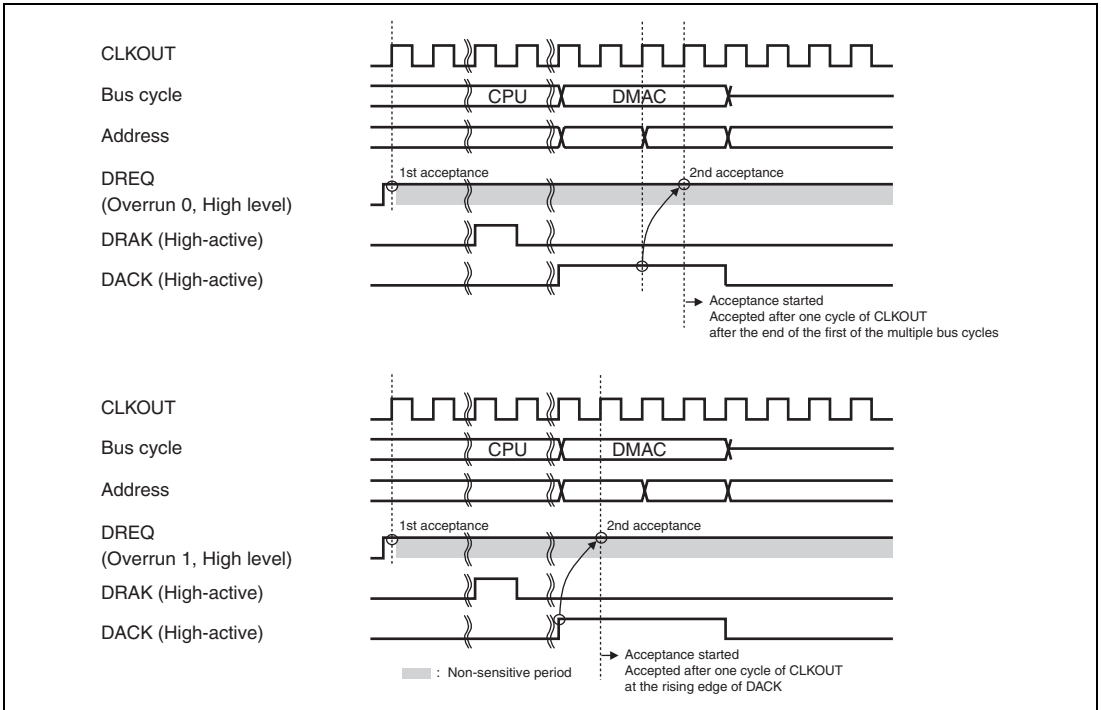 CLKOUT
Bus cycle
CPU
DMAC
Address
DREQ
(Overrun 0, High level)
1st acceptance
2nd acceptance
DRAK (High-active)
DACK (High-active)
Acceptance started
Accepted after one cycle of CLKOUT
after the end of the first of the multiple bus cycles
CLKOUT
Bus cycle
CPU
DMAC
Address
DREQ
(Overrun 1, High level)
1st acceptance
2nd acceptance
DRAK (High-active)
DACK (High-active)
Acceptance started
Accepted after one cycle of CLKOUT
at the rising edge of DACK
: Non-sensitive period